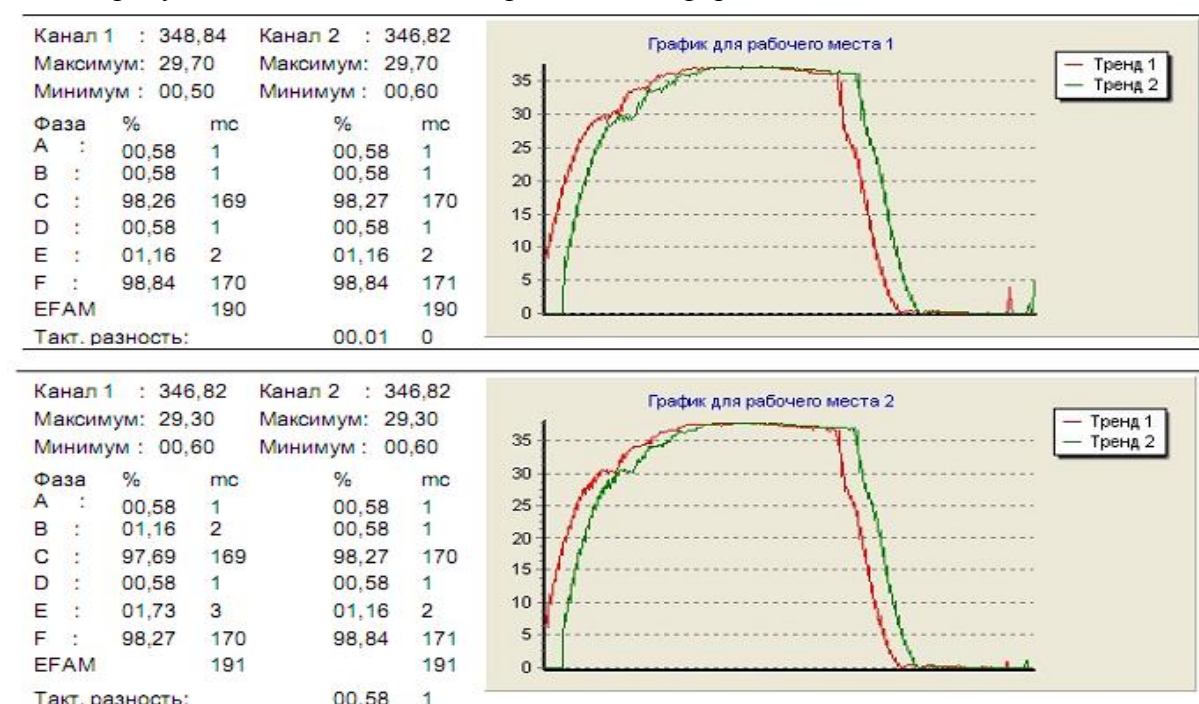 Канал 1 : 348,84 Канал 2 : 346,82
Максимум: 29,70 Максимум: 29,70
Минимум : 00,50 Минимум : 00,60
Фаза % mc % mc
A : 00,58 1 00,58 1
B : 00,58 1 00,58 1
C : 98,26 169 98,27 170
D : 00,58 1 00,58 1
E : 01,16 2 01,16 2
F : 98,84 170 98,84 171
EFAM 190 190
Такт. разность: 00,01 0
График для рабочего места 1
Тренд 1
Тренд 2
35
30
25
20
15
10
5
0
Канал 1 : 346,82 Канал 2 : 346,82
Максимум: 29,30 Максимум: 29,30
Минимум : 00,60 Минимум : 00,60
Фаза % mc % mc
A : 00,58 1 00,58 1
B : 01,16 2 00,58 1
C : 97,69 169 98,27 170
D : 00,58 1 00,58 1
E : 01,73 3 01,16 2
F : 98,27 170 98,84 171
EFAM 191 191
Такт. разность: 00,58 1
График для рабочего места 2
Тренд 1
Тренд 2
35
30
25
20
15
10
5
0